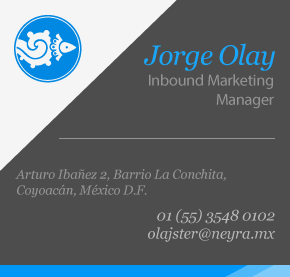 Jorge Olay
Inbound Marketing
Manager
Arturo Ibañez 2, Barrio La Conchita,
Coyoacán, México D.F.
01 (55) 3548 0102
olajster@neyra.mx